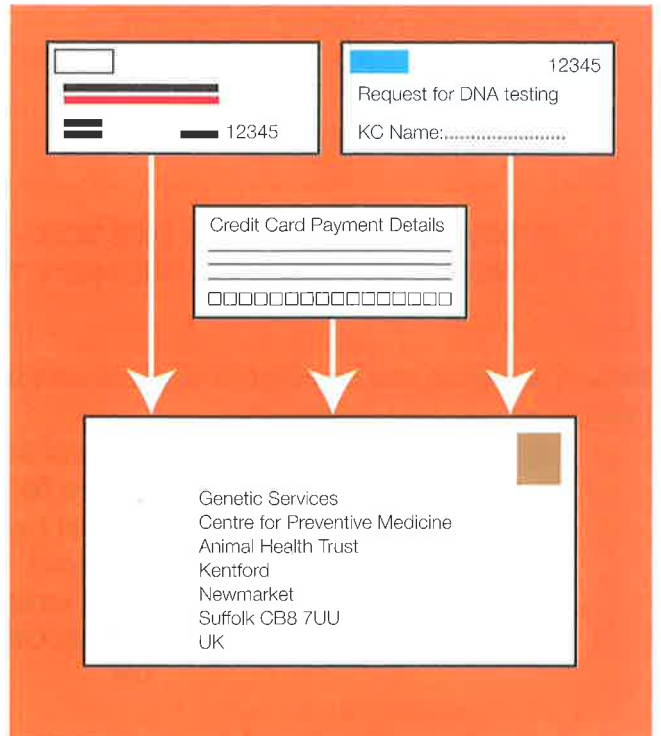 12345
12345
Request for DNA testing
KC Name:......................
Credit Card Payment Details
Genetic Services
Centre for Preventive Medicine
Animal Health Trust
Kentford
Newmarket
Suffolk CB8 7UU
UK